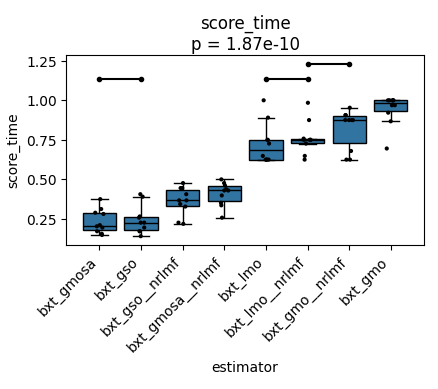 score_time
p = 1.87e-10
1.25
1.00
0.75
0.50
0.25
score_time
bxt_gmosa
bxt_gso
bxt_gso__nrlmf
bxt_gmosa__nrlmf
bxt_lmo
bxt_lmo__nrlmf
bxt_gmo__nrlmf
bxt_gmo
estimator